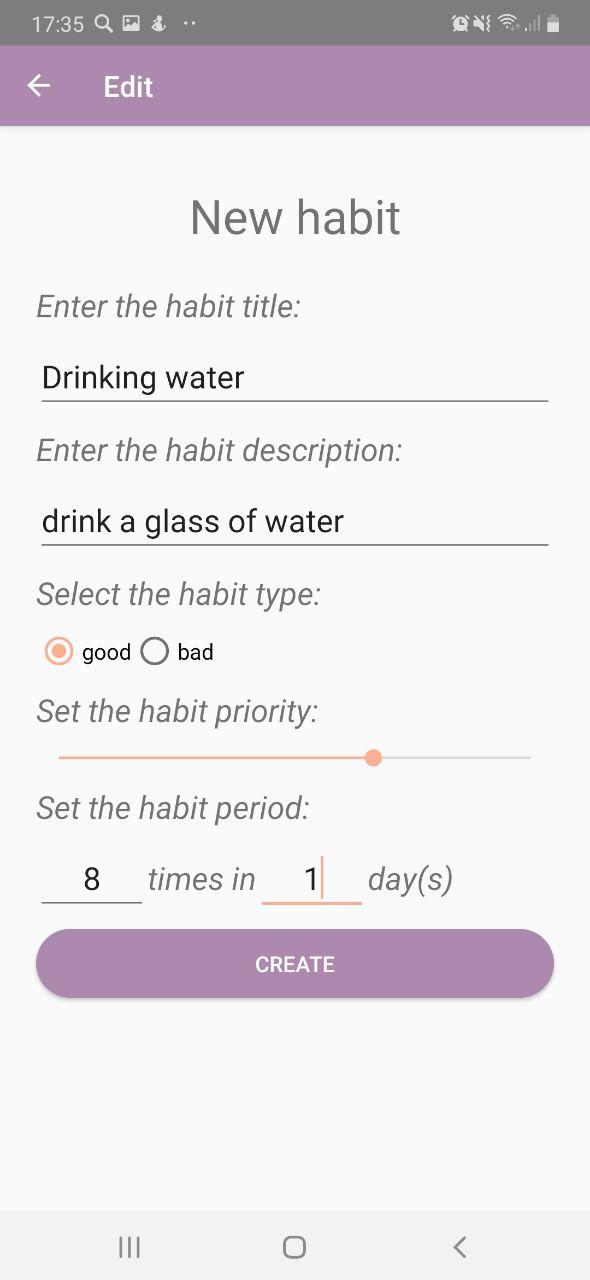 17:35
Edit
New habit
Enter the habit title:
Drinking water
Enter the habit description:
drink a glass of water
Select the habit type:
good bad
Set the habit priority:
Set the habit period:
8 times in 1 day(s)
CREATE